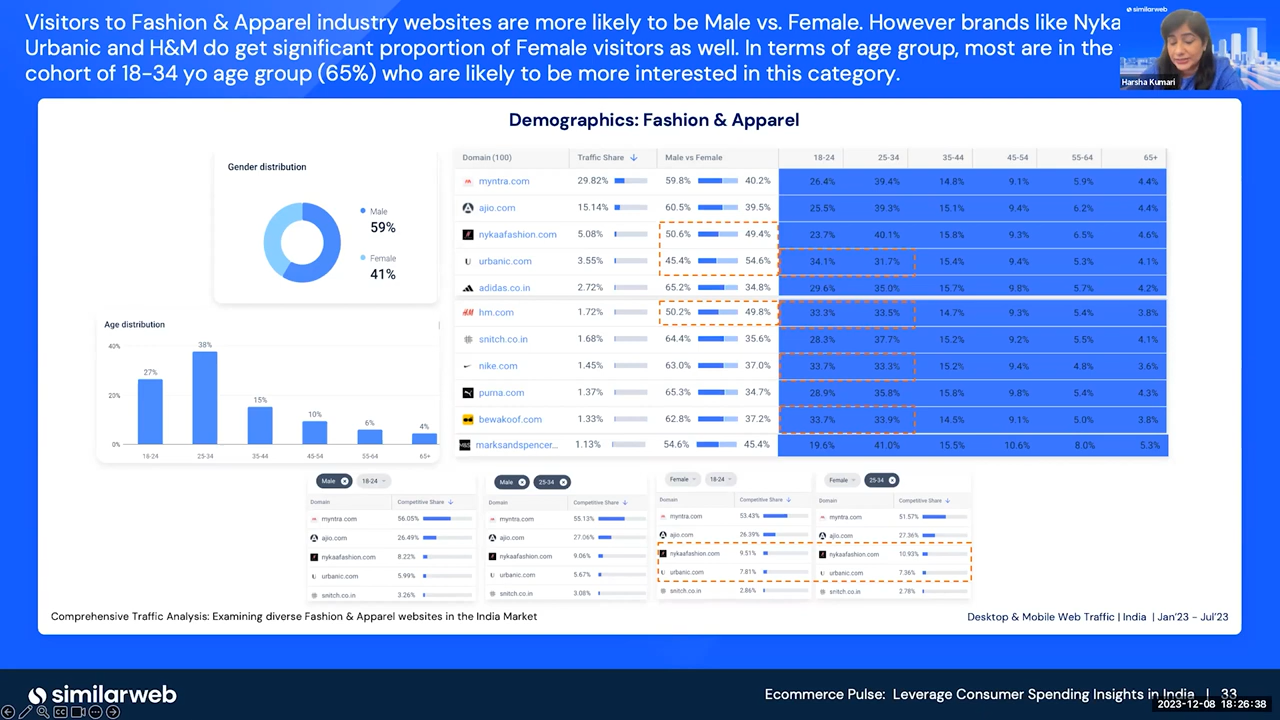 Visitors to Fashion & Apparel industry websites are more likely to be Male vs. Female. However brands like Nyka
Urbanic and H&M do get significant proportion of Female visitors as well. In terms of age group, most are in the
cohort of 18-34 yo age group (65%) who are likely to be more interested in this category.
similarweb
Harsha Kumari
Demographics: Fashion & Apparel
Gender distribution
Male
59%
Female
41%
Age distribution
40%
20%
0%
27% 38% 15% 10% 6% 4%
18-24 25-34 35-44 45-54 55-64 65+
Domain (100) Traffic Share Male vs Female 18-24 25-34 35-44 45-54 55-64 65+
myntra.com 29.82% 59.8% 40.2% 26.4% 39.4% 14.8% 9.1% 5.9% 4.4%
ajio.com 15.14% 60.5% 39.5% 25.5% 39.3% 15.1% 9.4% 6.2% 4.4%
nykaafashion.com 5.08% 50.6% 49.4% 23.7% 40.1% 15.8% 9.3% 6.5% 4.6%
urbanic.com 3.55% 45.4% 54.6% 34.1% 31.7% 15.4% 9.4% 5.3% 4.1%
adidas.co.in 2.72% 65.2% 34.8% 29.6% 35.0% 15.7% 9.8% 5.7% 4.2%
hm.com 1.72% 50.2% 49.8% 33.3% 33.5% 14.7% 9.3% 5.4% 3.8%
snitch.co.in 1.68% 64.4% 35.6% 28.3% 37.7% 15.2% 9.2% 5.5% 4.1%
nike.com 1.45% 63.0% 37.0% 33.7% 33.3% 15.2% 9.4% 4.8% 3.6%
puma.com 1.37% 65.3% 34.7% 28.9% 35.8% 15.8% 9.8% 5.4% 4.3%
bewakoof.com 1.33% 62.8% 37.2% 33.7% 33.9% 14.5% 9.1% 5.0% 3.8%
marksandspencer... 1.13% 54.6% 45.4% 19.6% 41.0% 15.5% 10.6% 8.0% 5.3%
Male 18-24
Domain Competitive Share
myntra.com 56.05%
ajio.com 26.49%
nykaafashion.com 8.22%
urbanic.com 5.99%
snitch.co.in 3.26%
Male 25-34
Domain Competitive Share
myntra.com 55.13%
ajio.com 27.06%
nykaafashion.com 9.06%
urbanic.com 5.67%
snitch.co.in 3.08%
Female 18-24
Domain Competitive Share
myntra.com 53.43%
ajio.com 26.39%
nykaafashion.com 9.51%
urbanic.com 7.81%
snitch.co.in 2.86%
Female 25-34
Domain Competitive Share
myntra.com 51.57%
ajio.com 27.36%
nykaafashion.com 10.93%
urbanic.com 7.36%
snitch.co.in 2.78%
Comprehensive Traffic Analysis: Examining diverse Fashion & Apparel websites in the India Market
Desktop & Mobile Web Traffic | India | Jan'23 - Jul'23
similarweb
Ecommerce Pulse: Leverage Consumer Spending Insights in India | 33
2023-12-08 18:26:38